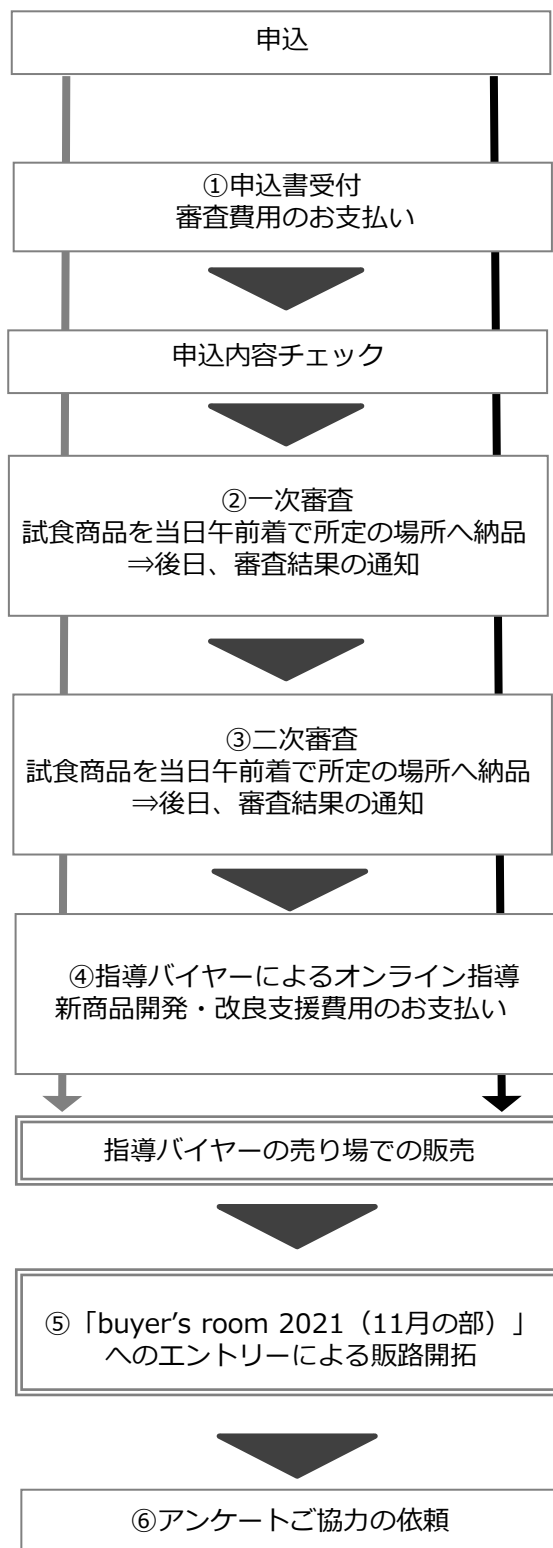 申込
①申込書受付
審査費用のお支払い
申込内容チェック
②一次審査
試食商品を当日午前着で所定の場所へ納品
⇒後日、審査結果の通知
③二次審査
試食商品を当日午前着で所定の場所へ納品
⇒後日、審査結果の通知
④指導バイヤーによるオンライン指導
新商品開発・改良支援費用のお支払い
指導バイヤーの売り場での販売
⑤「buyer’s room 2021（11月の部）」
へのエントリーによる販路開拓
⑥アンケートご協力の依頼